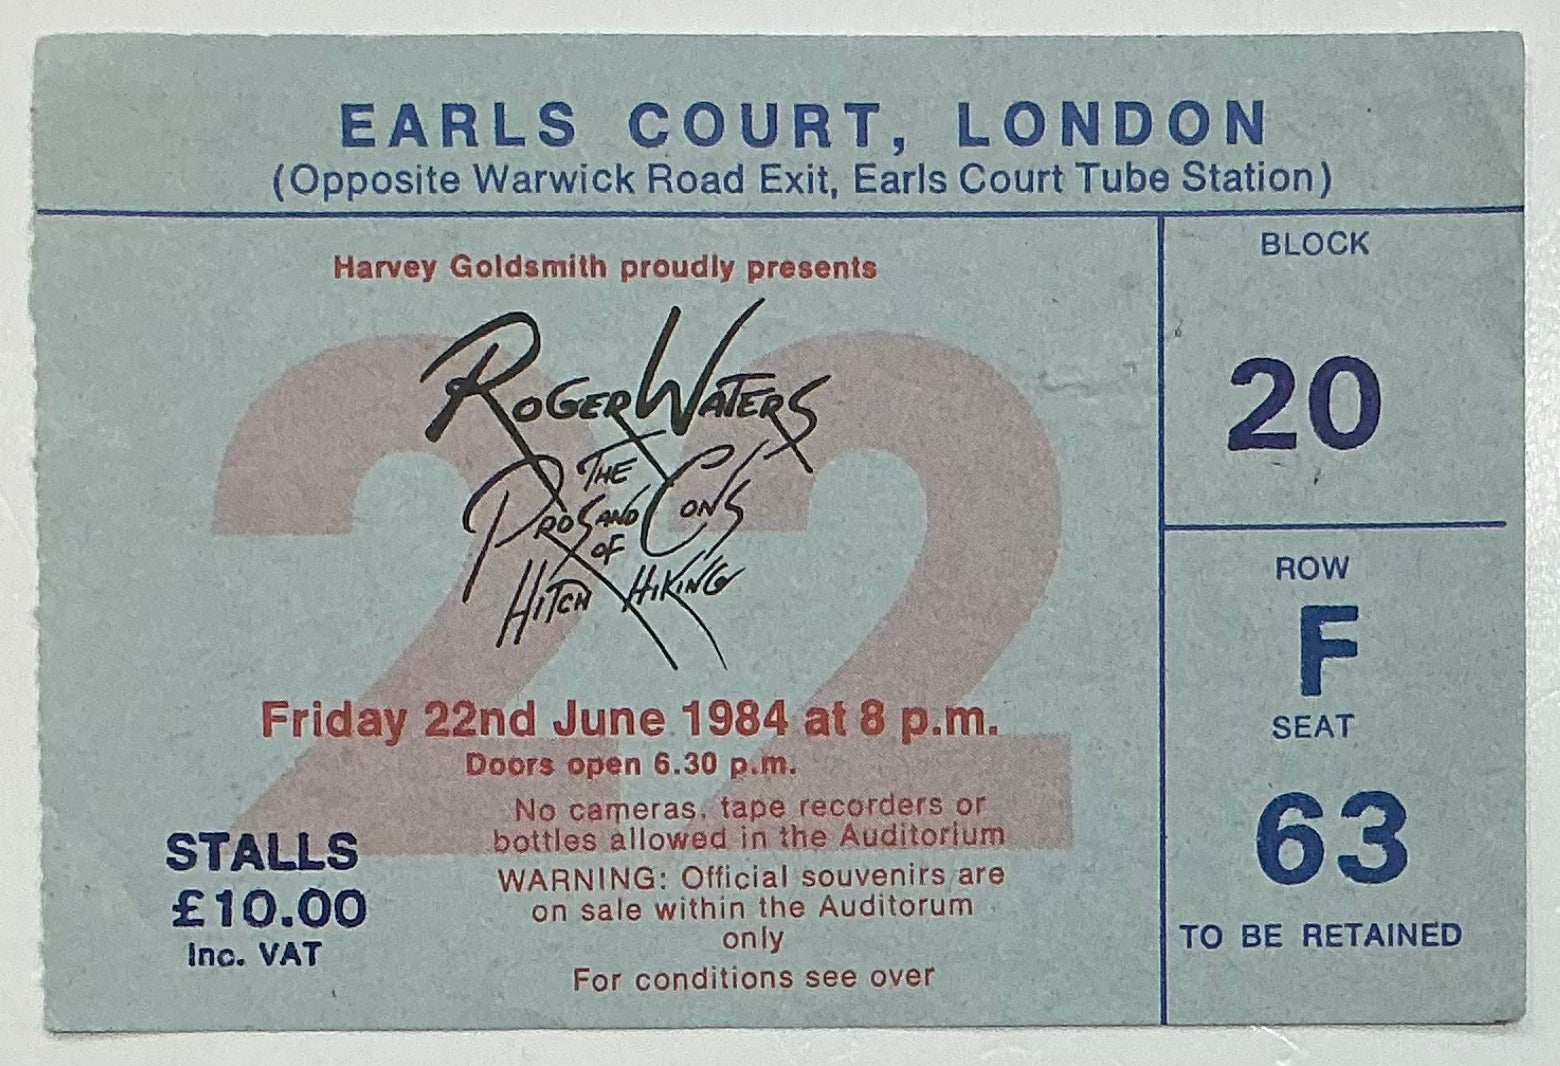 EARLS COURT, LONDON
(Opposite Warwick Road Exit, Earls Court Tube Station)
Harvey Goldsmith proudly presents
22
ROGER WATERS
THE
PROS AND CONS
OF
HITCH HIKING
Friday 22nd June 1984 at 8 p.m.
Doors open 6.30 p.m.
No cameras, tape recorders or
bottles allowed in the Auditorium
WARNING: Official souvenirs are
on sale within the Auditorum
only
For conditions see over
STALLS
£10.00
Inc. VAT
BLOCK
20
ROW
F
SEAT
63
TO BE RETAINED